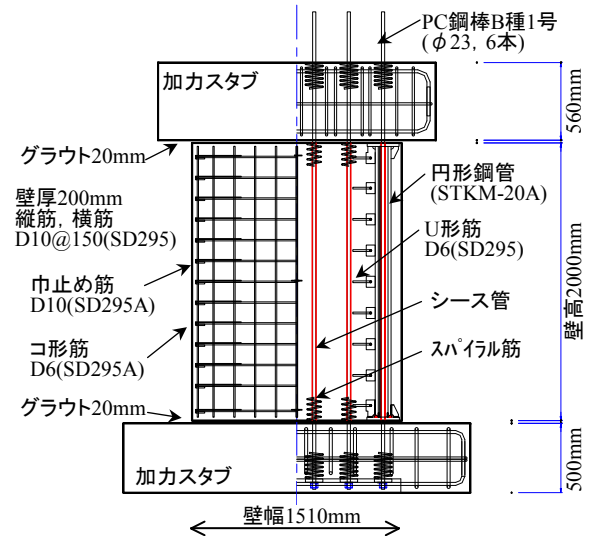 PC鋼棒B種1号
(φ23, 6本)
加力スタブ
560mm
グラウト20mm
壁厚200mm
縦筋, 横筋
D10@150(SD295)
巾止め筋
D10(SD295A)
コ形筋
D6(SD295A)
グラウト20mm
円形鋼管
(STKM-20A)
U形筋
D6(SD295)
シース管
スパイラル筋
壁高2000mm
加力スタブ
500mm
壁幅1510mm